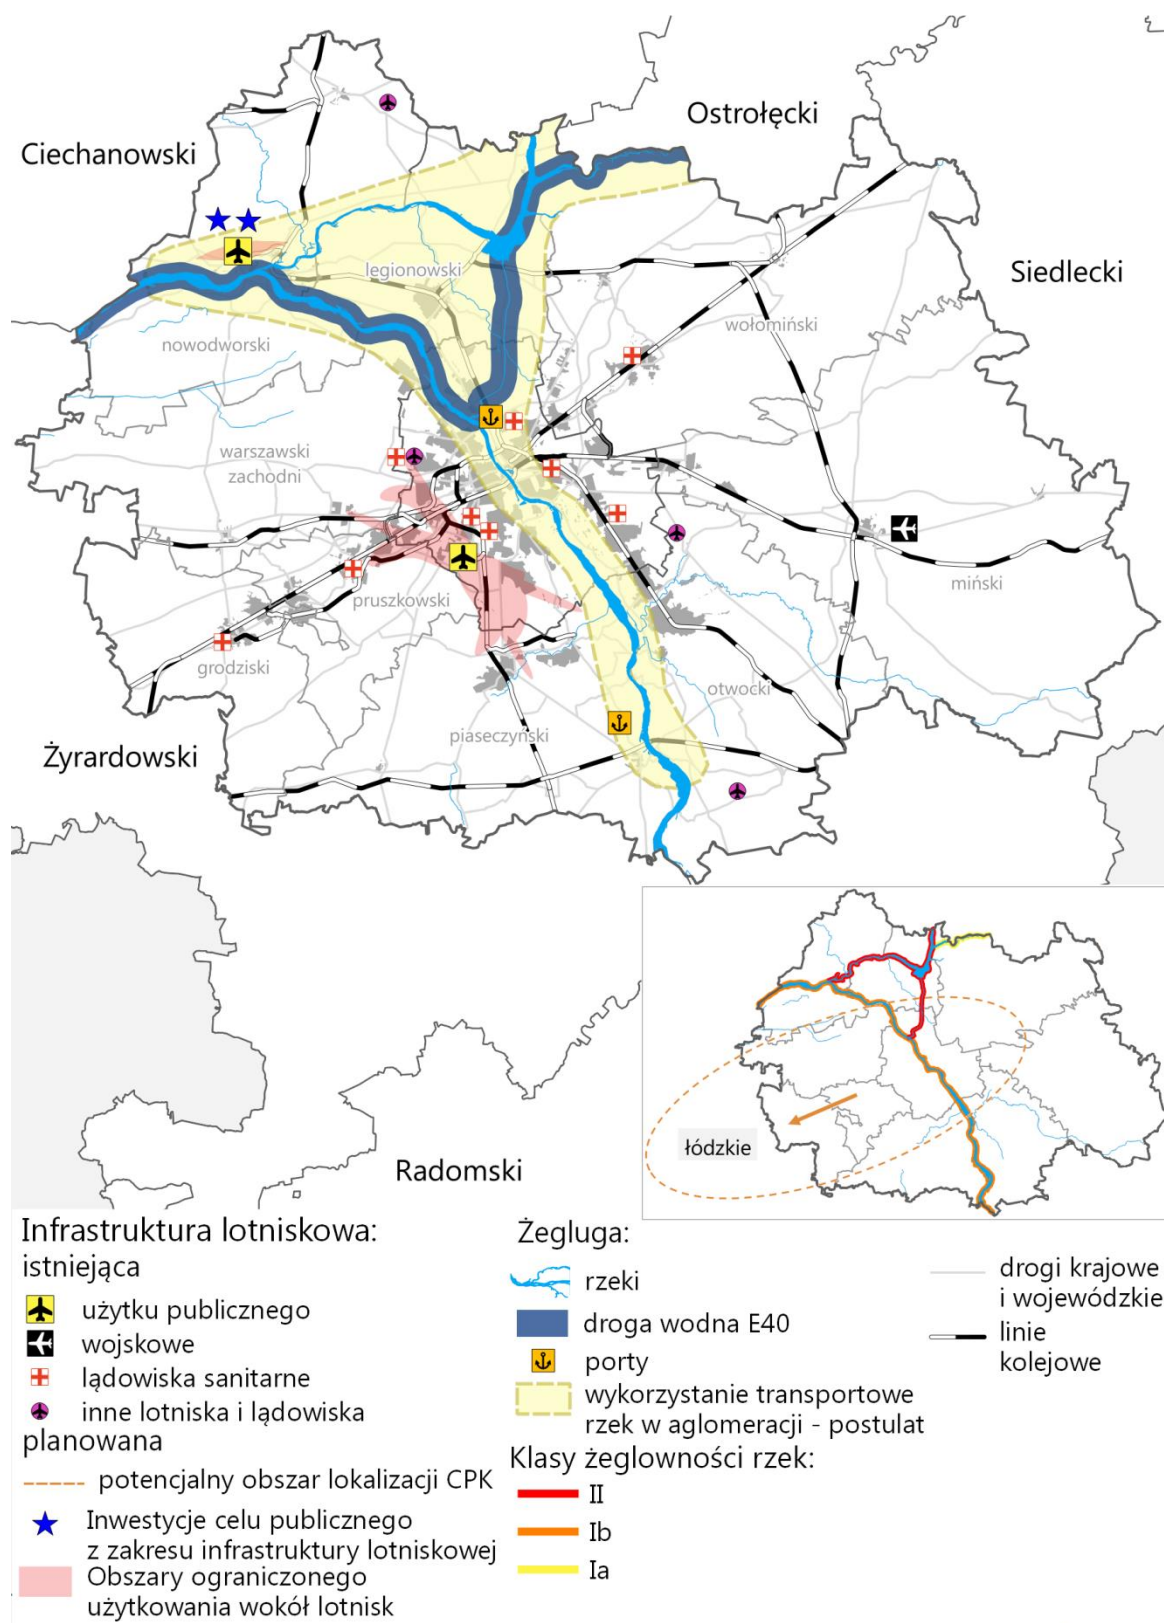 Ostrołęcki
Ciechanowski
Siedlecki
legionowski
wołomiński
nowodworski
warszawski
zachodni
miński
pruszkowski
grodziski
otwocki
piaseczyński
Żyrardowski
łódzkie
Radomski
Infrastruktura lotniskowa:
istniejąca
użytku publicznego
wojskowe
lądowiska sanitarne
inne lotniska i lądowiska
planowana
potencjalny obszar lokalizacji CPK
Inwestycje celu publicznego
z zakresu infrastruktury lotniskowej
Obszary ograniczonego
użytkowania wokół lotnisk
Żegluga:
rzeki
droga wodna E40
porty
wykorzystanie transportowe
rzek w aglomeracji - postulat
Klasy żeglowności rzek:
II
Ib
Ia
drogi krajowe
i wojewódzkie
linie
kolejowe